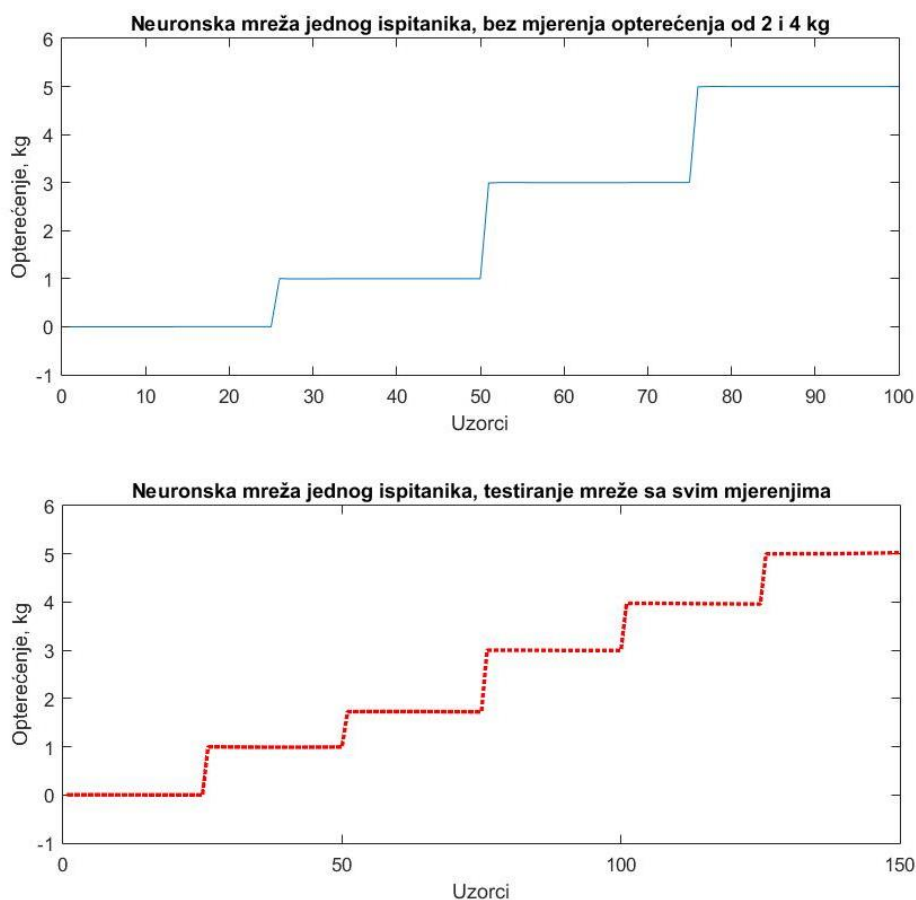 Neuronska mreža jednog ispitanika, bez mjerenja opterećenja od 2 i 4 kg
6
5
4
3
2
1
0
-1
Opterećenje, kg
0 10 20 30 40 50 60 70 80 90 100
Uzorci
Neuronska mreža jednog ispitanika, testiranje mreže sa svim mjerenjima
6
5
4
3
2
1
0
-1
Opterećenje, kg
0 50 100 150
Uzorci